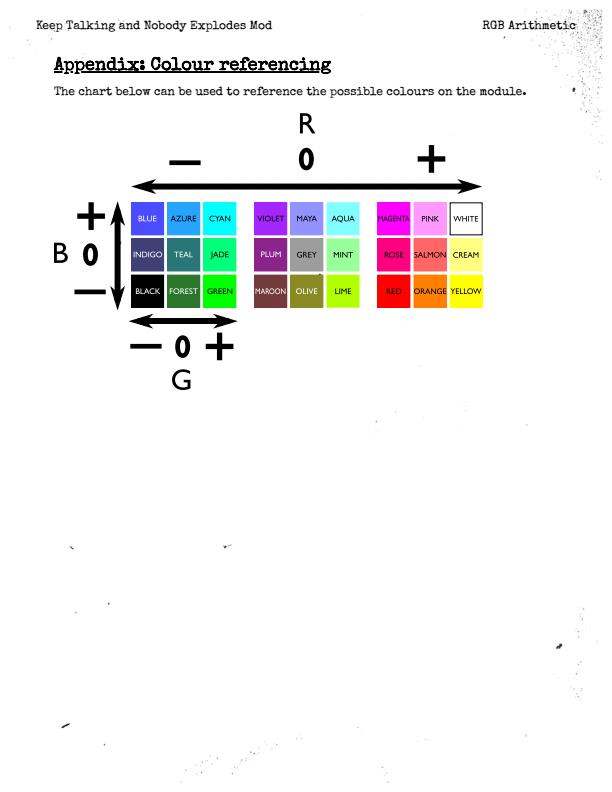 Keep Talking and Nobody Explodes Mod RGB Arithmetic
Appendix: Colour referencing
The chart below can be used to reference the possible colours on the module.
R
− 0 +
+ BLUE AZURE CYAN VIOLET MAYA AQUA MAGENTA PINK WHITE
B 0 INDIGO TEAL JADE PLUM GREY MINT ROSE SALMON CREAM
− BLACK FOREST GREEN MAROON OLIVE LIME RED ORANGE YELLOW
− 0 +
G